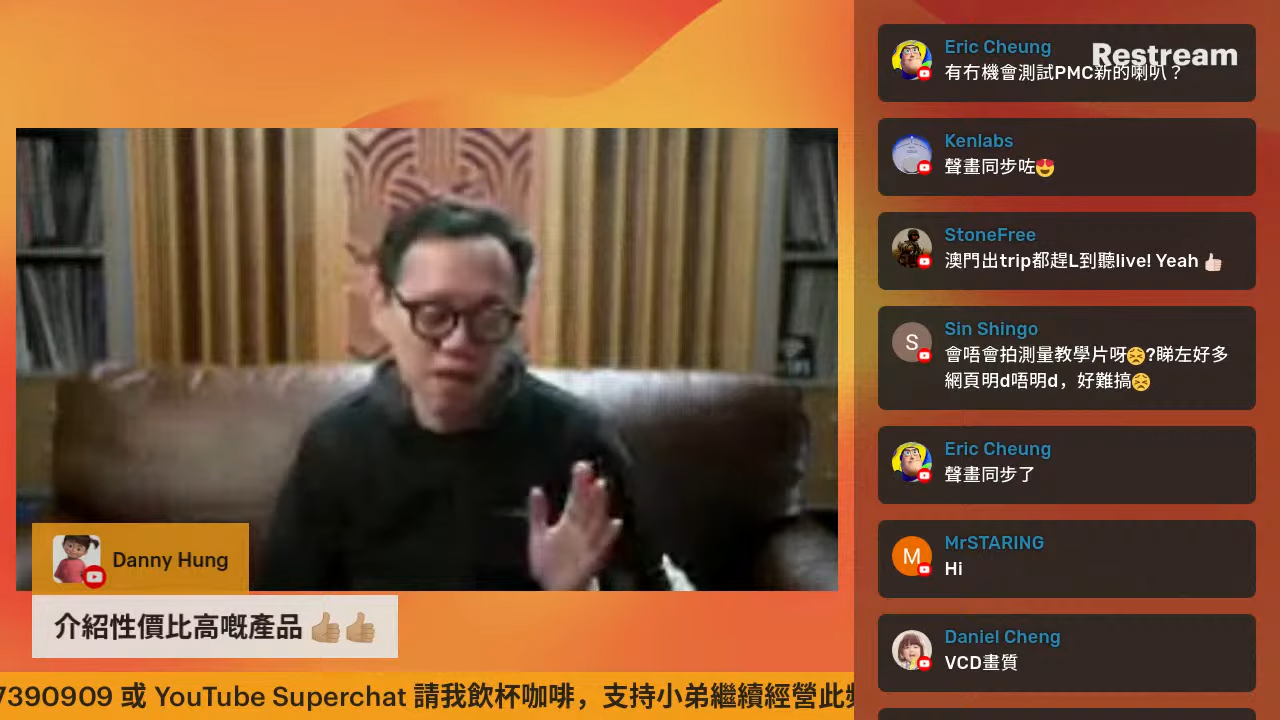 Restream
Eric Cheung
有冇機會測試PMC新的喇叭？
Kenlabs
聲畫同步咗😍
StoneFree
澳門出trip都趕L到聽live! Yeah 👍🏻
S
Sin Shingo
會唔會拍測量教學片呀😣?睇左好多
網頁明d唔明d，好難搞😣
Eric Cheung
聲畫同步了
M
MrSTARING
Hi
Daniel Cheng
VCD畫質
Danny Hung
介紹性價比高嘅產品 👍🏼👍🏼
7390909 或 YouTube Superchat 請我飲杯咖啡，支持小弟繼續經營此頻